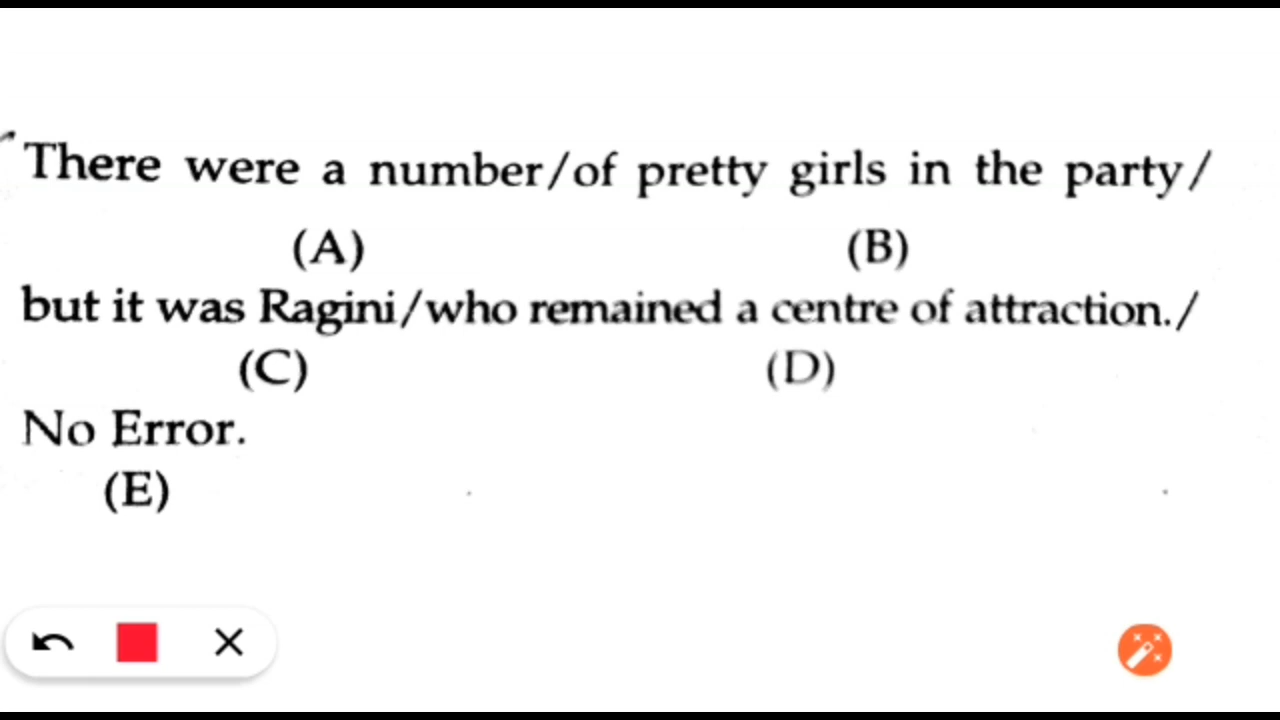 There were a number/of pretty girls in the party/
(A) (B)
but it was Ragini/who remained a centre of attraction./
(C) (D)
No Error.
(E)